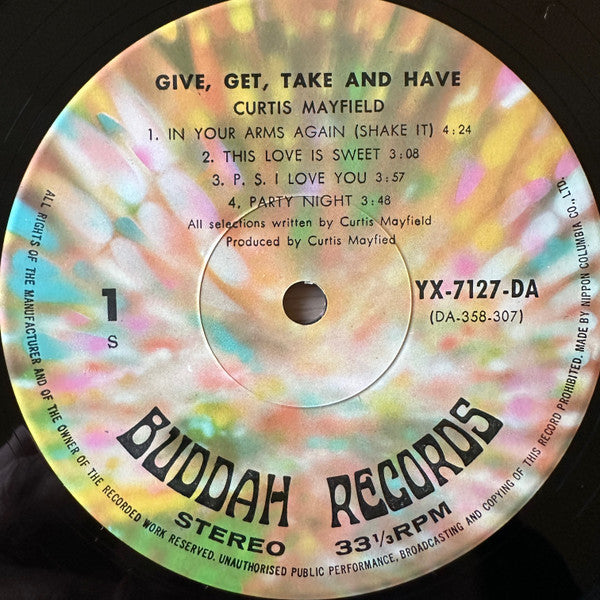 GIVE, GET, TAKE AND HAVE
CURTIS MAYFIELD
1. IN YOUR ARMS AGAIN (SHAKE IT) 4:24
2. THIS LOVE IS SWEET 3:08
3. P. S. I LOVE YOU 3:57
4. PARTY NIGHT 3:48
All selections written by Curtis Mayfield
Produced by Curtis Mayfied
1
S
YX-7127-DA
(DA-358-307)
BUDDAH RECORDS
STEREO
33 1/3 RPM
ALL RIGHTS OF THE MANUFACTURER AND OF THE OWNER OF THE RECORDED WORK RESERVED. UNAUTHORISED PUBLIC PERFORMANCE, BROADCASTING AND COPYING OF THIS RECORD PROHIBITED. MADE BY NIPPON COLUMBIA CO., LTD.